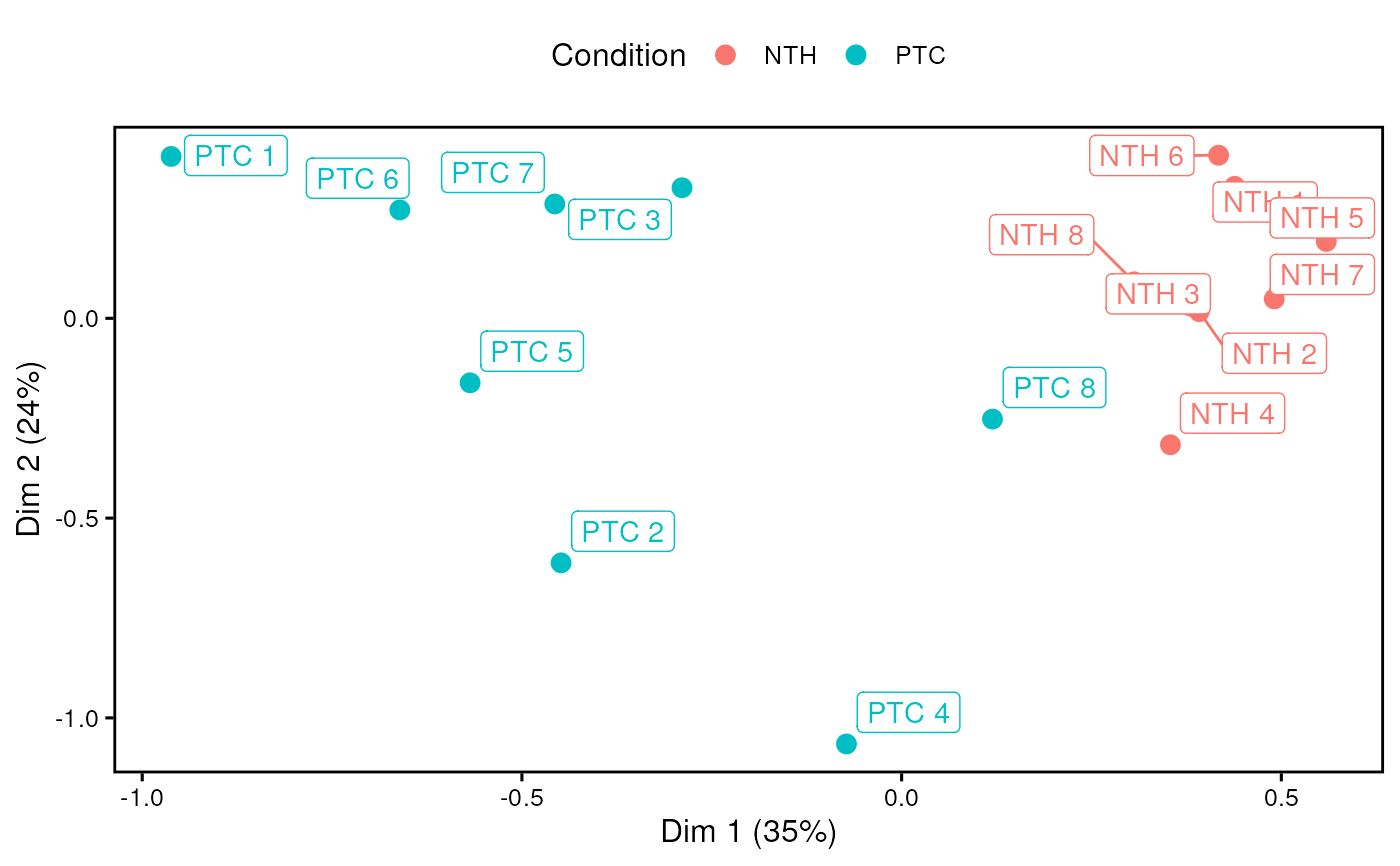 Condition NTH PTC
PTC 1
NTH 6
PTC 7
PTC 6
NTH 1
NTH 5
PTC 3
NTH 8
NTH 7
NTH 3
0.0
PTC 5
NTH 2
PTC 8
NTH 4
Dim 2 (24%)
-0.5
PTC 2
PTC 4
-1.0
-1.0 -0.5 0.0 0.5
Dim 1 (35%)